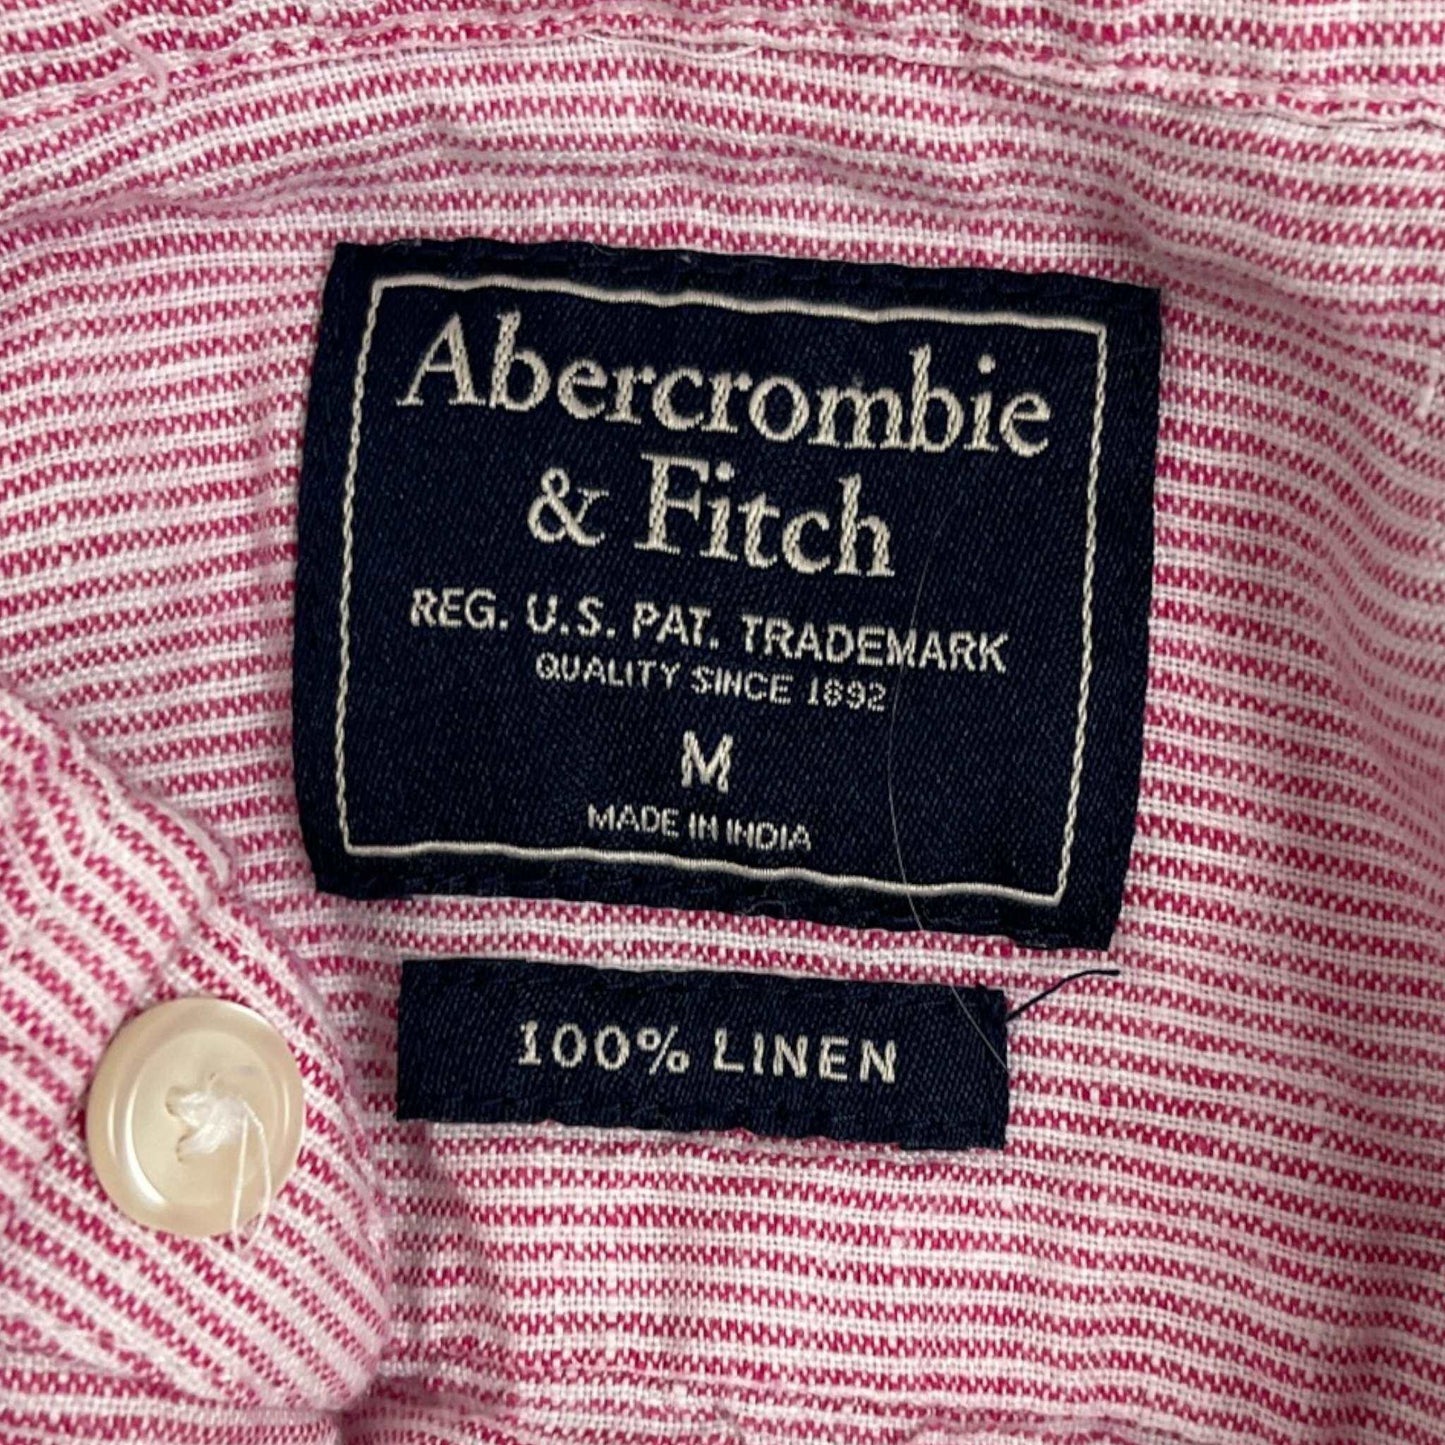 Abercrombie
& Fitch
REG. U.S. PAT. TRADEMARK
QUALITY SINCE 1892
M
MADE IN INDIA
100% LINEN